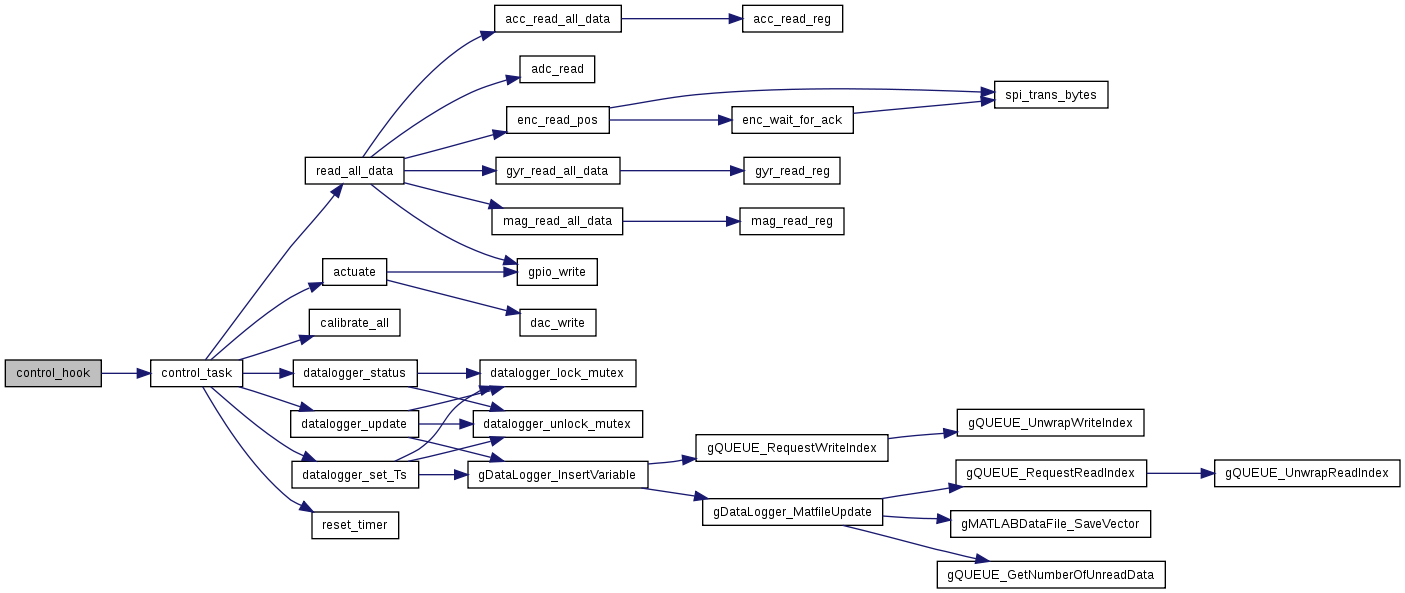 acc_read_all_data
acc_read_reg
adc_read
spi_trans_bytes
enc_read_pos
enc_wait_for_ack
read_all_data
gyr_read_all_data
gyr_read_reg
mag_read_all_data
mag_read_reg
actuate
gpio_write
calibrate_all
dac_write
control_hook
control_task
datalogger_status
datalogger_lock_mutex
datalogger_update
datalogger_unlock_mutex
gQUEUE_UnwrapWriteIndex
gQUEUE_RequestWriteIndex
datalogger_set_Ts
gDataLogger_InsertVariable
gQUEUE_RequestReadIndex
gQUEUE_UnwrapReadIndex
gDataLogger_MatfileUpdate
reset_timer
gMATLABDataFile_SaveVector
gQUEUE_GetNumberOfUnreadData